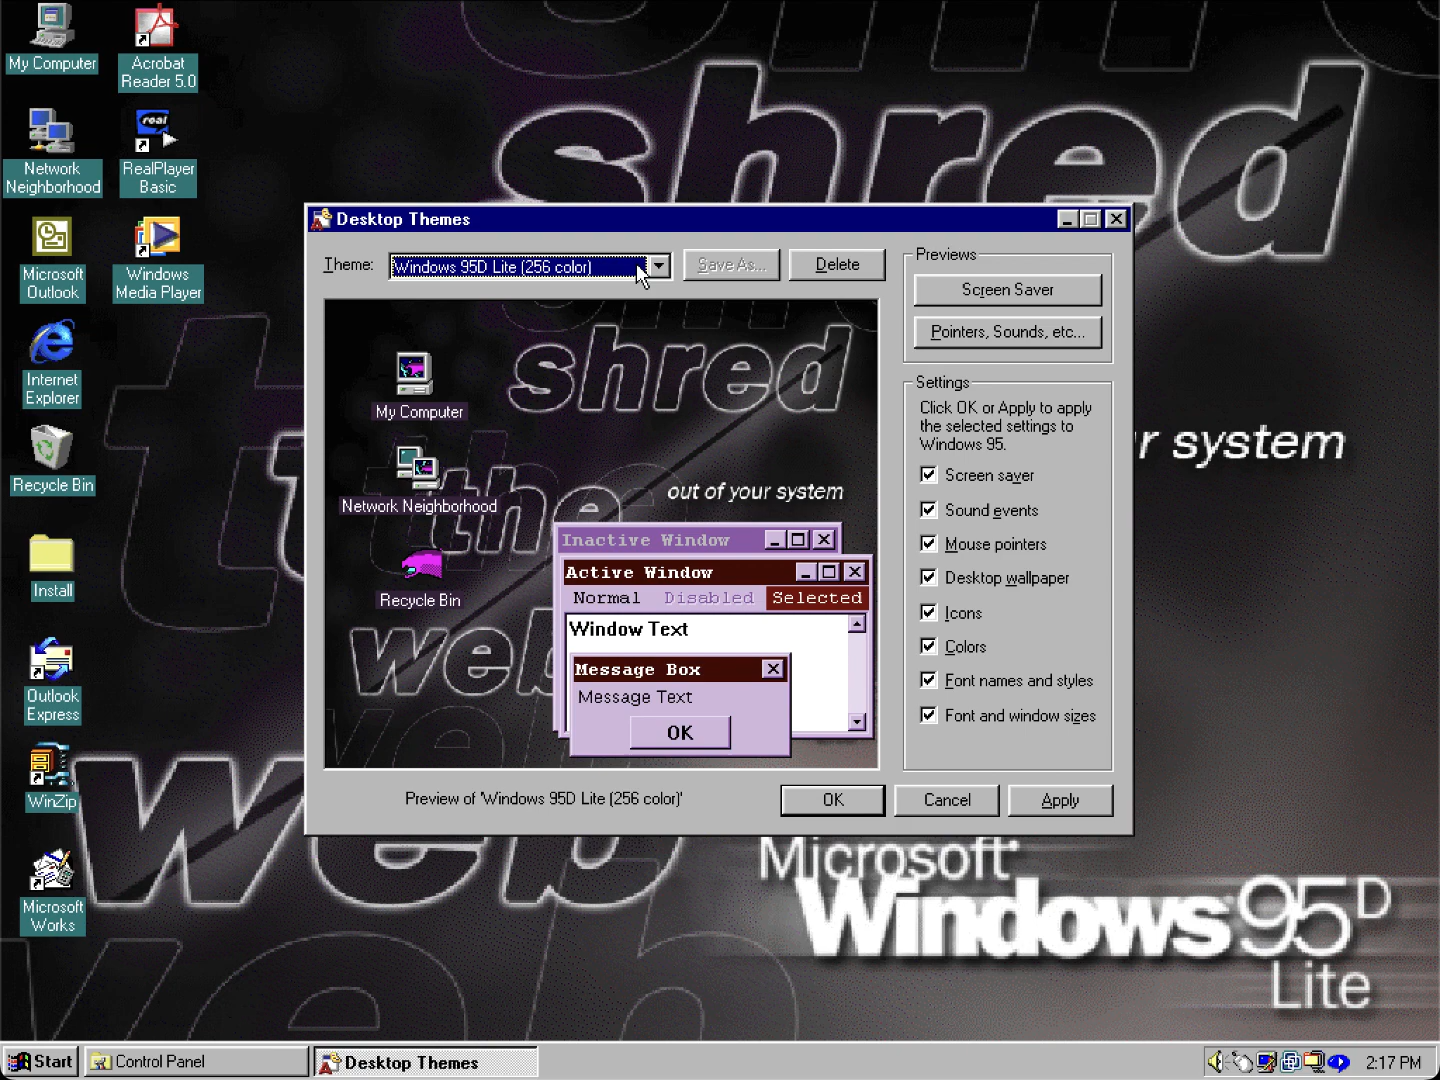 My Computer
Acrobat
Reader 5.0
Network
Neighborhood
real
RealPlayer
Basic
Microsoft
Outlook
Windows
Media Player
Internet
Explorer
Recycle Bin
Install
Outlook
Express
WinZip
Microsoft
Works
shred
the
web
r system
Microsoft
Windows 95 D
Lite
Desktop Themes
Theme:
Windows 95D Lite (256 color)
Save As...
Delete
Previews
Screen Saver
Pointers, Sounds, etc...
Settings
Click OK or Apply to apply
the selected settings to
Windows 95.
Screen saver
Sound events
Mouse pointers
Desktop wallpaper
Icons
Colors
Font names and styles
Font and window sizes
shred
the
out of your system
web
My Computer
Network Neighborhood
Recycle Bin
Inactive Window
Active Window
Normal Disabled Selected
Window Text
Message Box
Message Text
OK
Preview of 'Windows 95D Lite (256 color)'
OK
Cancel
Apply
Start
Control Panel
Desktop Themes
2:17 PM